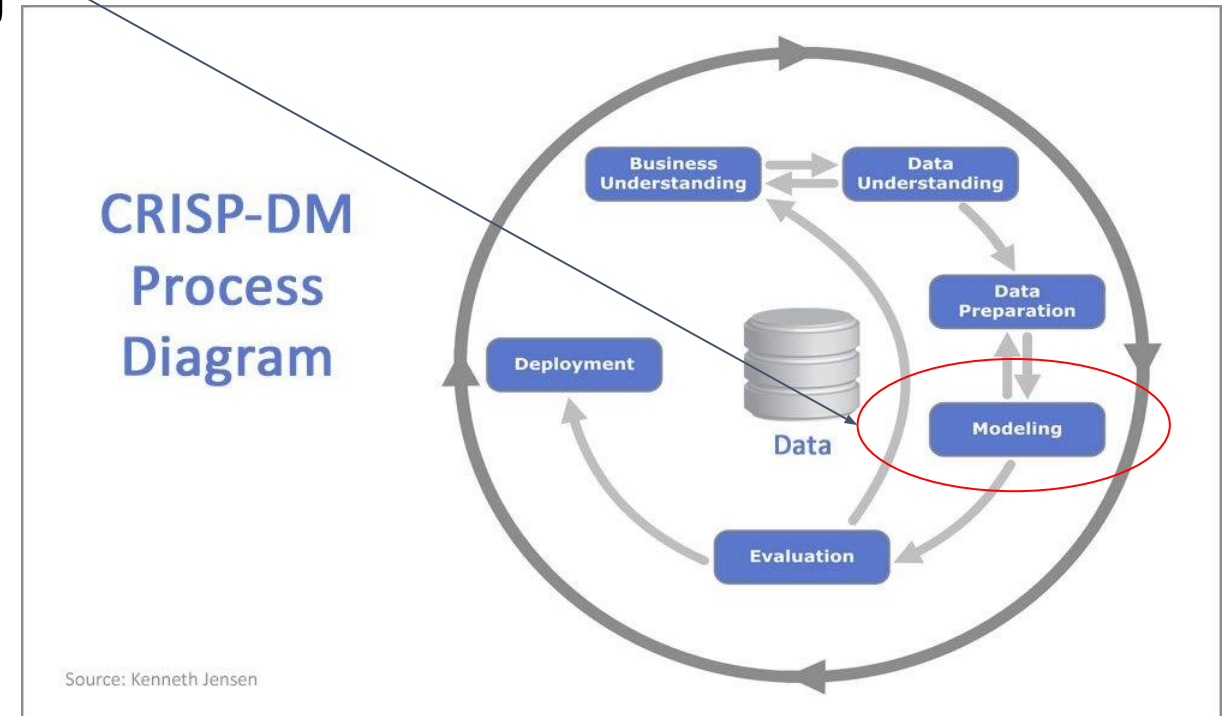 CRISP-DM
Process
Diagram
Business
Understanding
Data
Understanding
Data
Preparation
Modeling
Evaluation
Deployment
Data
Source: Kenneth Jensen